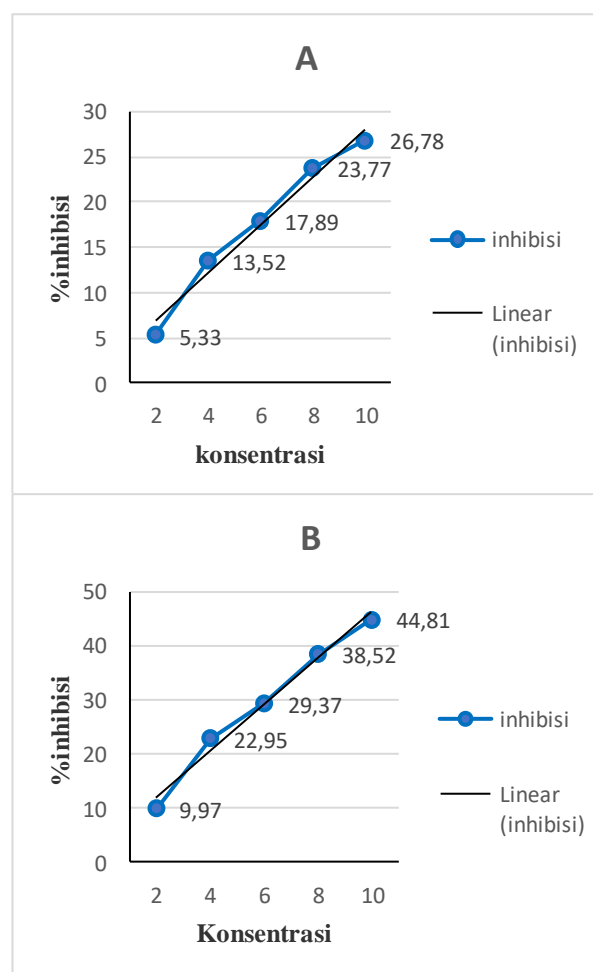 A
30
25
20
15
10
5
0
%inhibisi
5,33
13,52
17,89
23,77
26,78
2 4 6 8 10
konsentrasi
inhibisi
Linear
(inhibisi)
B
50
40
30
20
10
0
%inhibisi
9,97
22,95
29,37
38,52
44,81
2 4 6 8 10
Konsentrasi
inhibisi
Linear
(inhibisi)